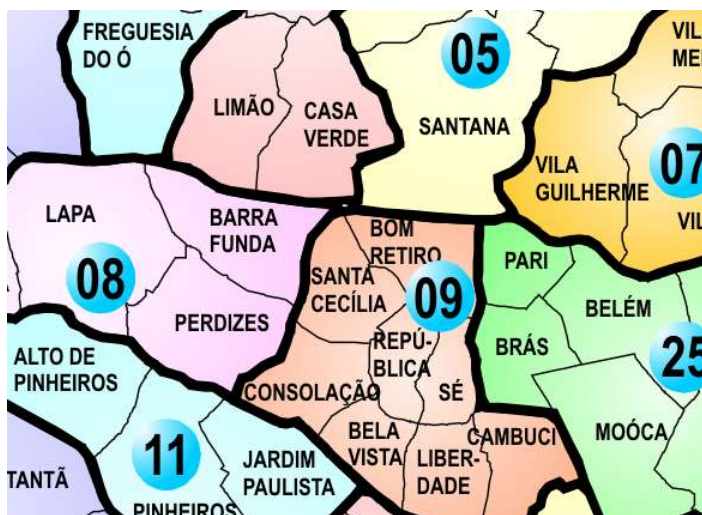 FREGUESIA
DO Ó
LIMÃO
CASA
VERDE
05
SANTANA
VILA
GUILHERME
07
LAPA
BARRA
FUNDA
08
PERDIZES
BOM
RETIRO
SANTA
CECÍLIA
09
REPÚ-
BLICA
SÉ
CONSOLAÇÃO
BELA
VISTA
LIBER-
DADE
CAMBUCI
PARI
BELÉM
BRÁS
25
MOÓCA
ALTO DE
PINHEIROS
11
JARDIM
PAULISTA
PINHEIROS
TANTÃ